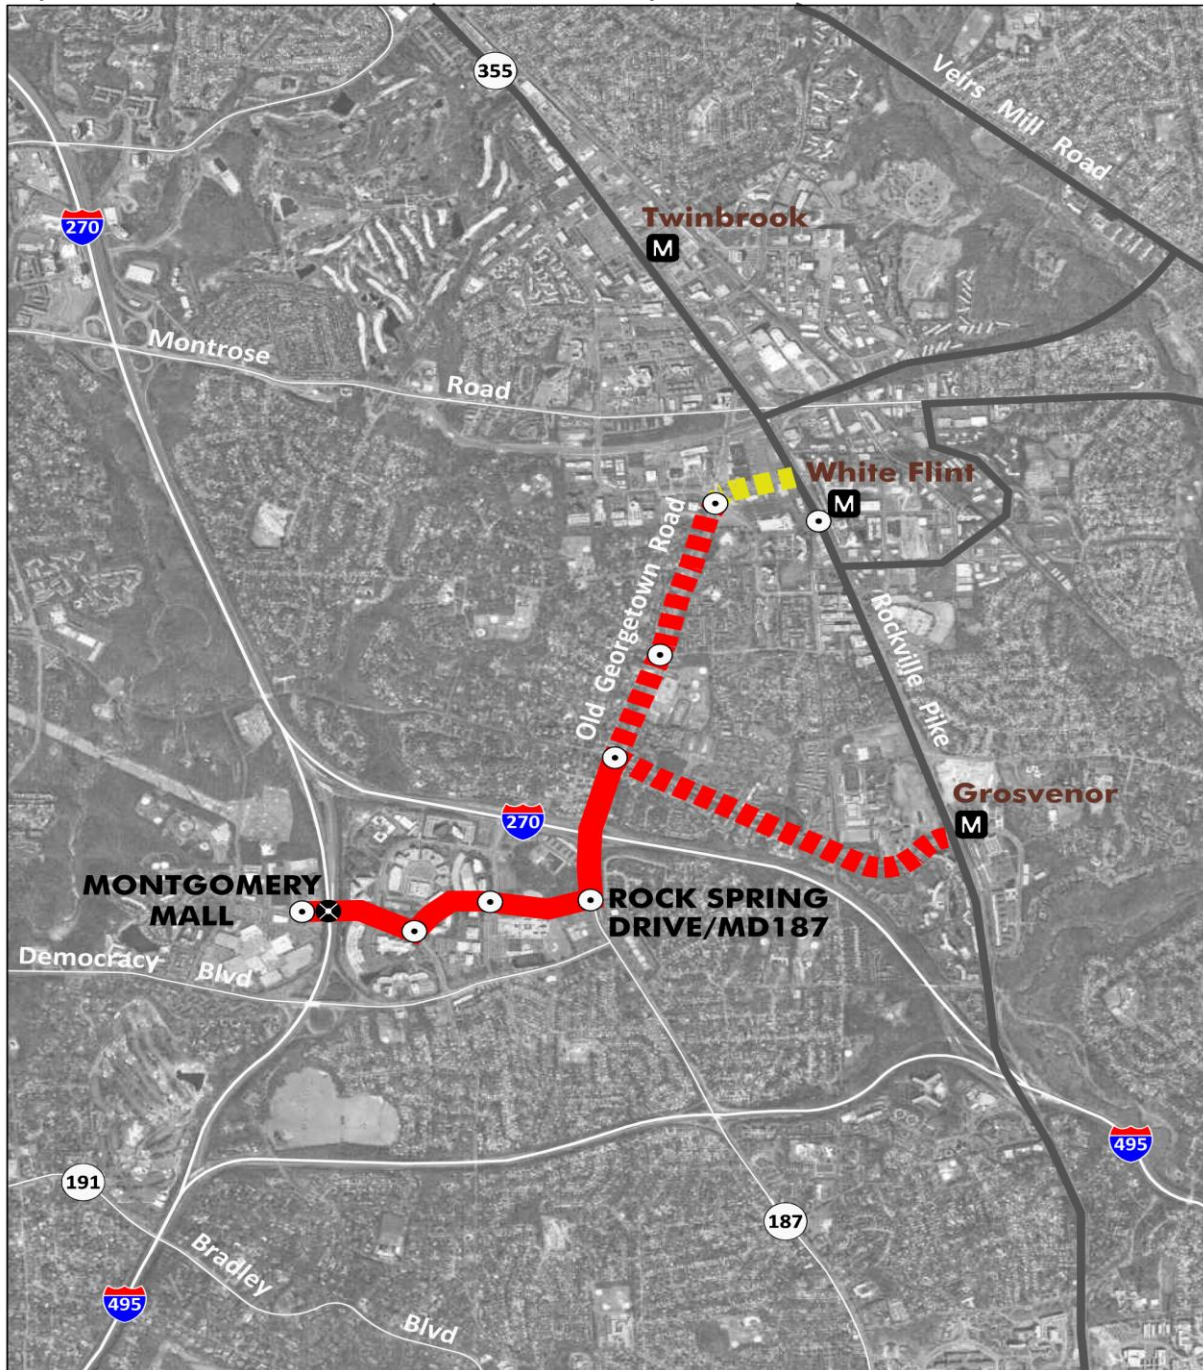 355
Veirs Mill Road
270
Twinbrook
M
Montrose
Road
White Flint
M
Old Georgetown Road
Rockville Pike
Grosvenor
M
270
MONTGOMERY
MALL
ROCK SPRING
DRIVE/MD187
Democracy
Blvd
495
191
187
Bradley
Blvd
495